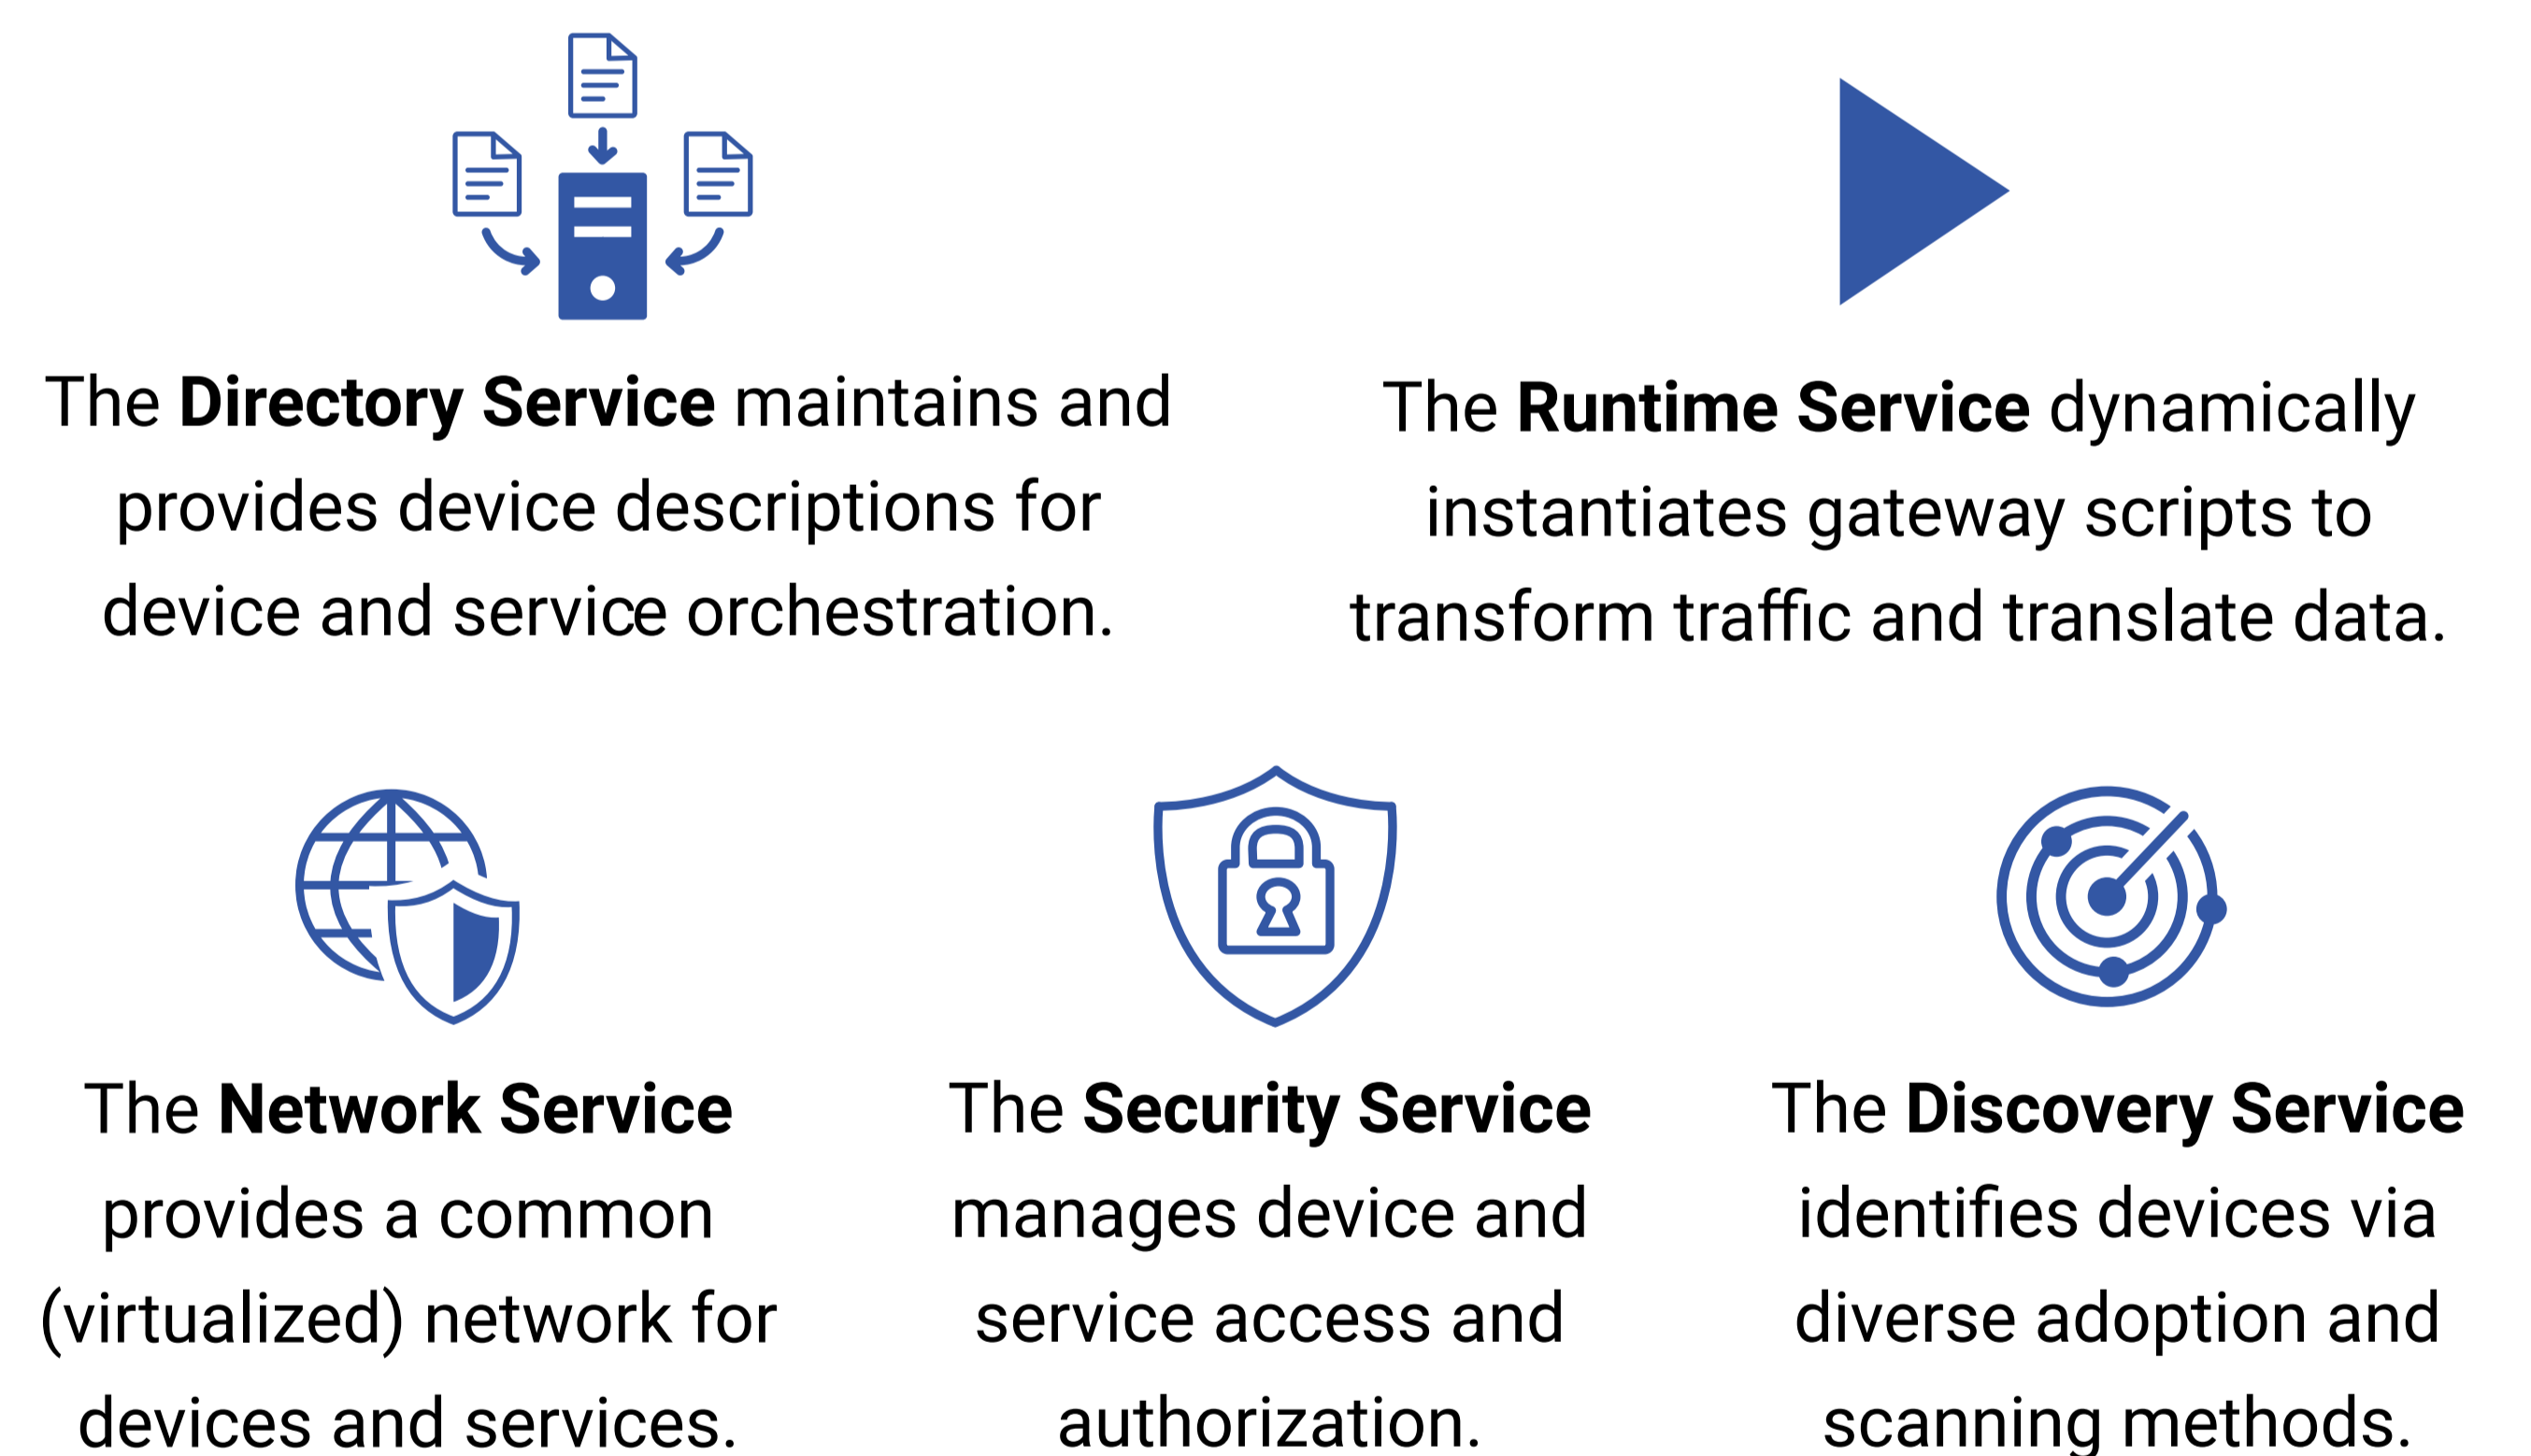 The Directory Service maintains and
provides device descriptions for
device and service orchestration.
The Runtime Service dynamically
instantiates gateway scripts to
transform traffic and translate data.
The Network Service
provides a common
(virtualized) network for
devices and services.
The Security Service
manages device and
service access and
authorization.
The Discovery Service
identifies devices via
diverse adoption and
scanning methods.